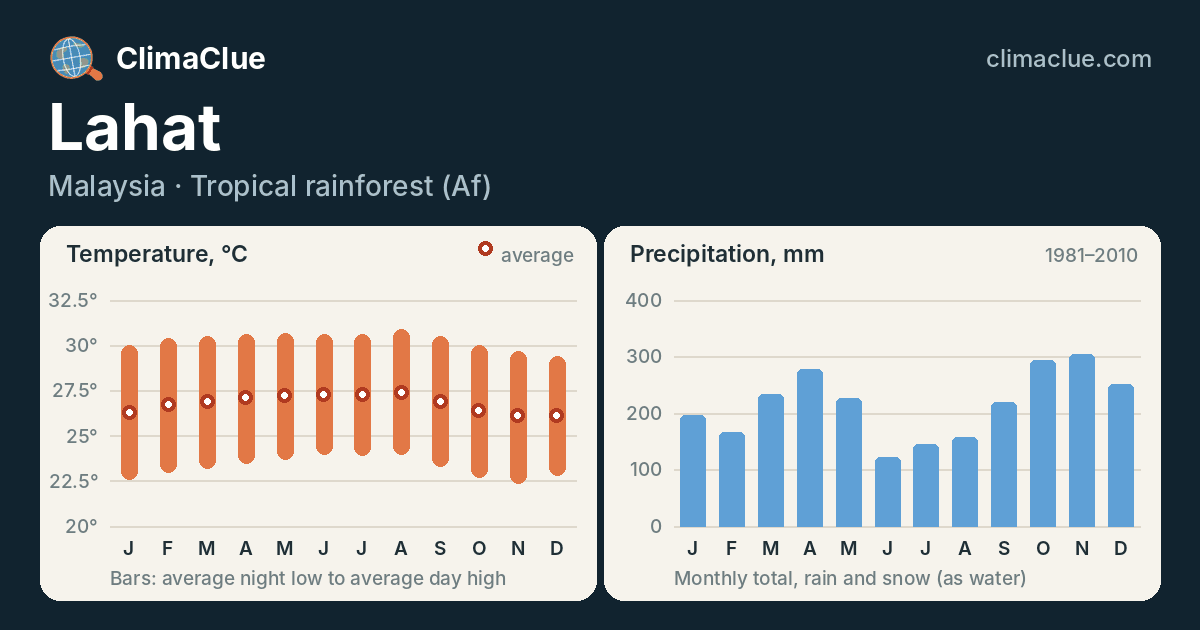 ClimaClue
climaclue.com
Lahat
Malaysia · Tropical rainforest (Af)
Temperature, °C
average
32.5°
30°
27.5°
25°
22.5°
20°
J F M A M J J A S O N D
Bars: average night low to average day high
Precipitation, mm
1981–2010
400
300
200
100
0
J F M A M J J A S O N D
Monthly total, rain and snow (as water)